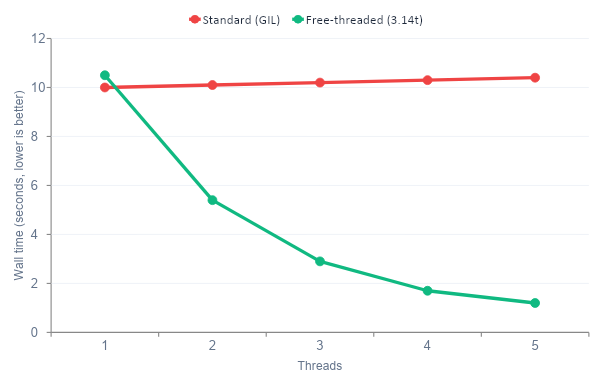 Standard (GIL) Free-threaded (3.14t)
Wall time (seconds, lower is better)
12
10
8
6
4
2
0
1 2 3 4 5
Threads